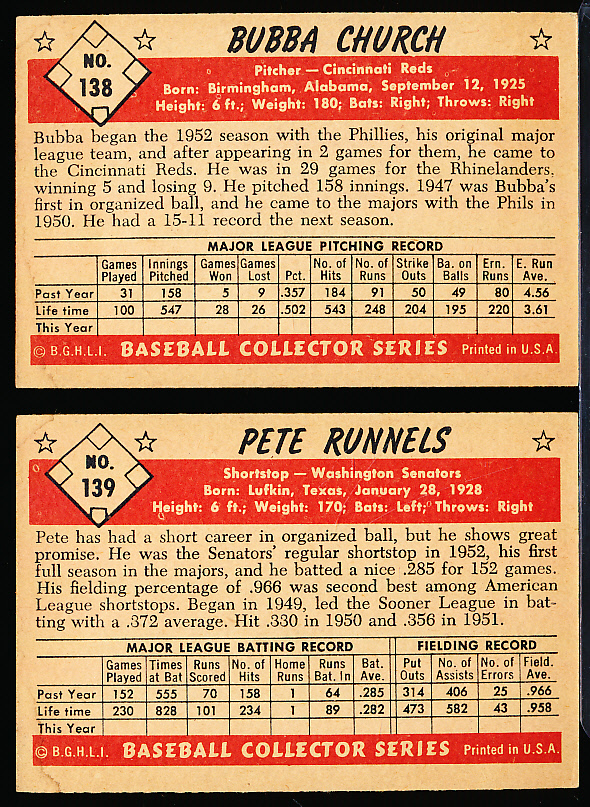 NO.
138
BUBBA CHURCH
Pitcher — Cincinnati Reds
Born: Birmingham, Alabama, September 12, 1925
Height: 6 ft.; Weight: 180; Bats: Right; Throws: Right
Bubba began the 1952 season with the Phillies, his original major
league team, and after appearing in 2 games for them, he came to
the Cincinnati Reds. He was in 29 games for the Rhinelanders,
winning 5 and losing 9. He pitched 158 innings. 1947 was Bubba's
first in organized ball, and he came to the majors with the Phils in
1950. He had a 15-11 record the next season.
MAJOR LEAGUE PITCHING RECORD
Games Innings Games Games No. of No. of Strike Ba. on Ern. E. Run
Played Pitched Won Lost Pct. Hits Runs Outs Balls Runs Ave.
Past Year 31 158 5 9 .357 184 91 50 49 80 4.56
Life time 100 547 28 26 .502 543 248 204 195 220 3.61
This Year
© B.G.H.L.I. BASEBALL COLLECTOR SERIES Printed in U.S.A.
NO.
139
PETE RUNNELS
Shortstop — Washington Senators
Born: Lufkin, Texas, January 28, 1928
Height: 6 ft.; Weight: 170; Bats: Left; Throws: Right
Pete has had a short career in organized ball, but he shows great
promise. He was the Senators' regular shortstop in 1952, his first
full season in the majors, and he batted a nice .285 for 152 games.
His fielding percentage of .966 was second best among American
League shortstops. Began in 1949, led the Sooner League in bat-
ting with a .372 average. Hit .330 in 1950 and .356 in 1951.
MAJOR LEAGUE BATTING RECORD FIELDING RECORD
Games Times Runs No. of Home Runs Bat. Put No. of No. of Field.
Played at Bat Scored Hits Runs Bat. In Ave. Outs Assists Errors Ave.
Past Year 152 555 70 158 1 64 .285 314 406 25 .966
Life time 230 828 101 234 1 89 .282 473 582 43 .958
This Year
© B.G.H.L.I. BASEBALL COLLECTOR SERIES Printed in U.S.A.